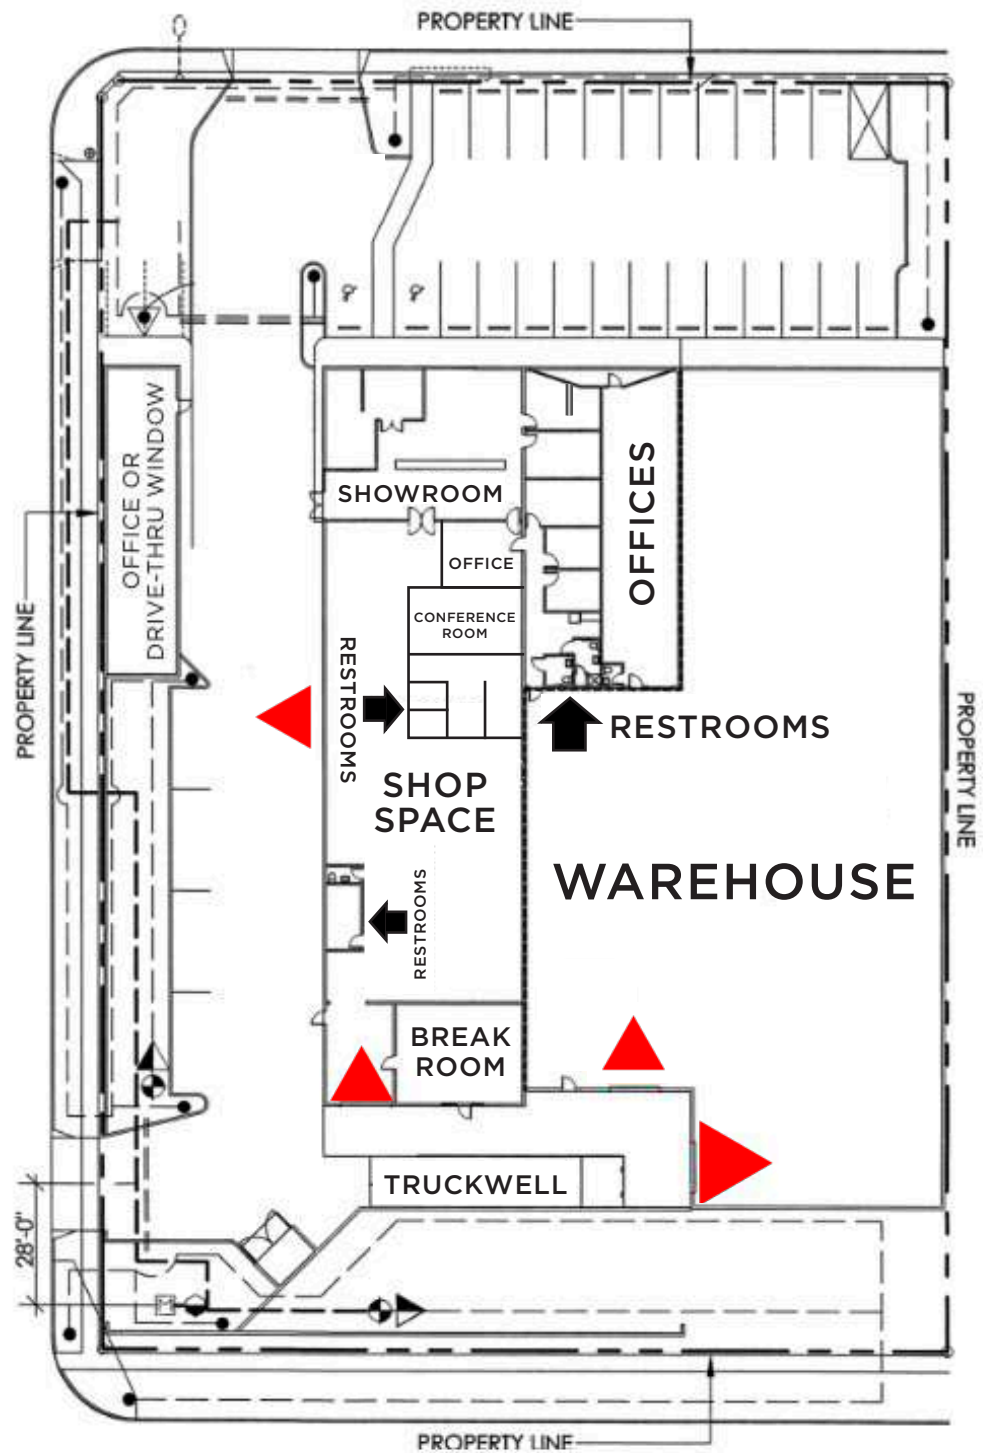 PROPERTY LINE
OFFICE OR
DRIVE-THRU WINDOW
SHOWROOM
OFFICES
OFFICE
CONFERENCE
ROOM
PROPERTY LINE
RESTROOMS
RESTROOMS
PROPERTY LINE
SHOP
SPACE
WAREHOUSE
RESTROOMS
BREAK
ROOM
TRUCKWELL
28'-0"
PROPERTY LINE